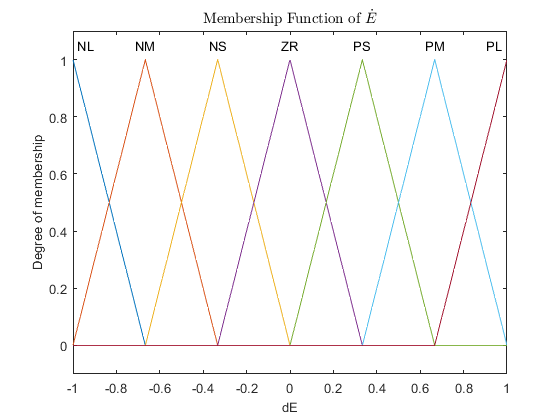 Membership Function of Ė
NL NM NS ZR PS PM PL
1
0.8
0.6
0.4
0.2
0
Degree of membership
-1 -0.8 -0.6 -0.4 -0.2 0 0.2 0.4 0.6 0.8 1
dE